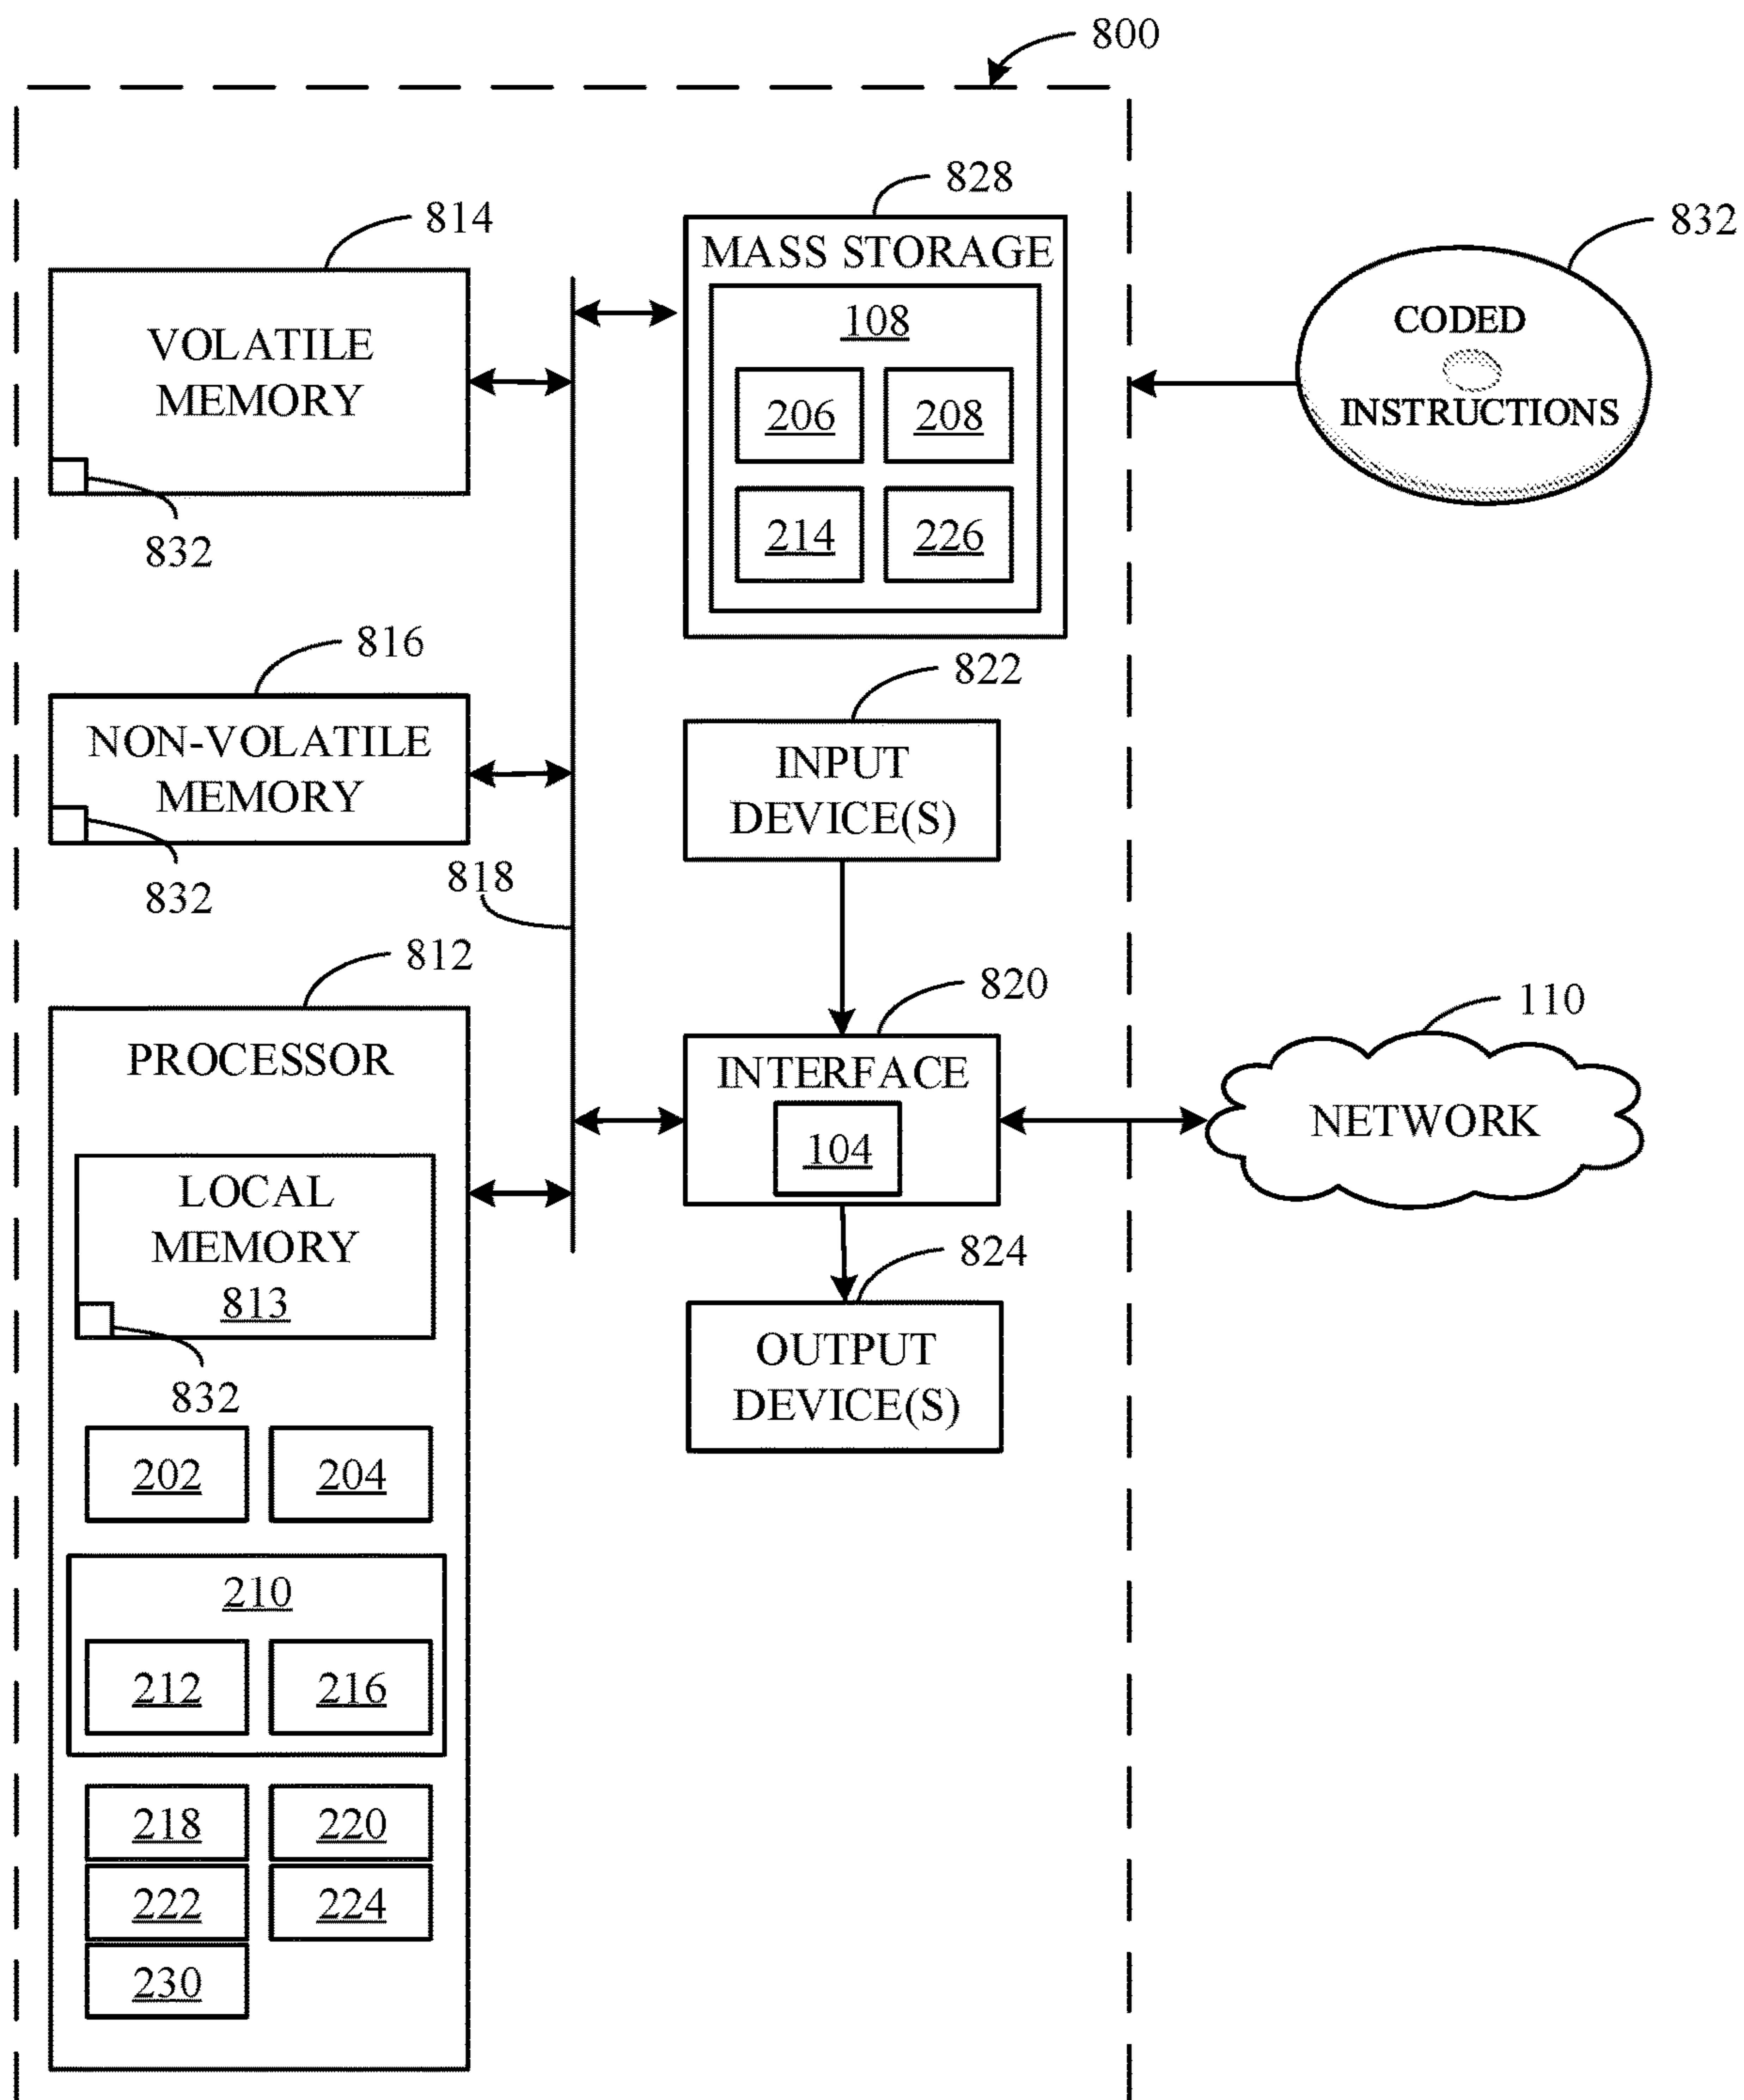 800
828
814
832
MASS STORAGE
108
VOLATILE
MEMORY
CODED
INSTRUCTIONS
206
208
214
226
832
816
822
NON-VOLATILE
MEMORY
INPUT
DEVICE(S)
832
818
812
820
110
PROCESSOR
INTERFACE
104
NETWORK
LOCAL
MEMORY
813
824
832
OUTPUT
DEVICE(S)
202
204
210
212
216
218
220
222
224
230